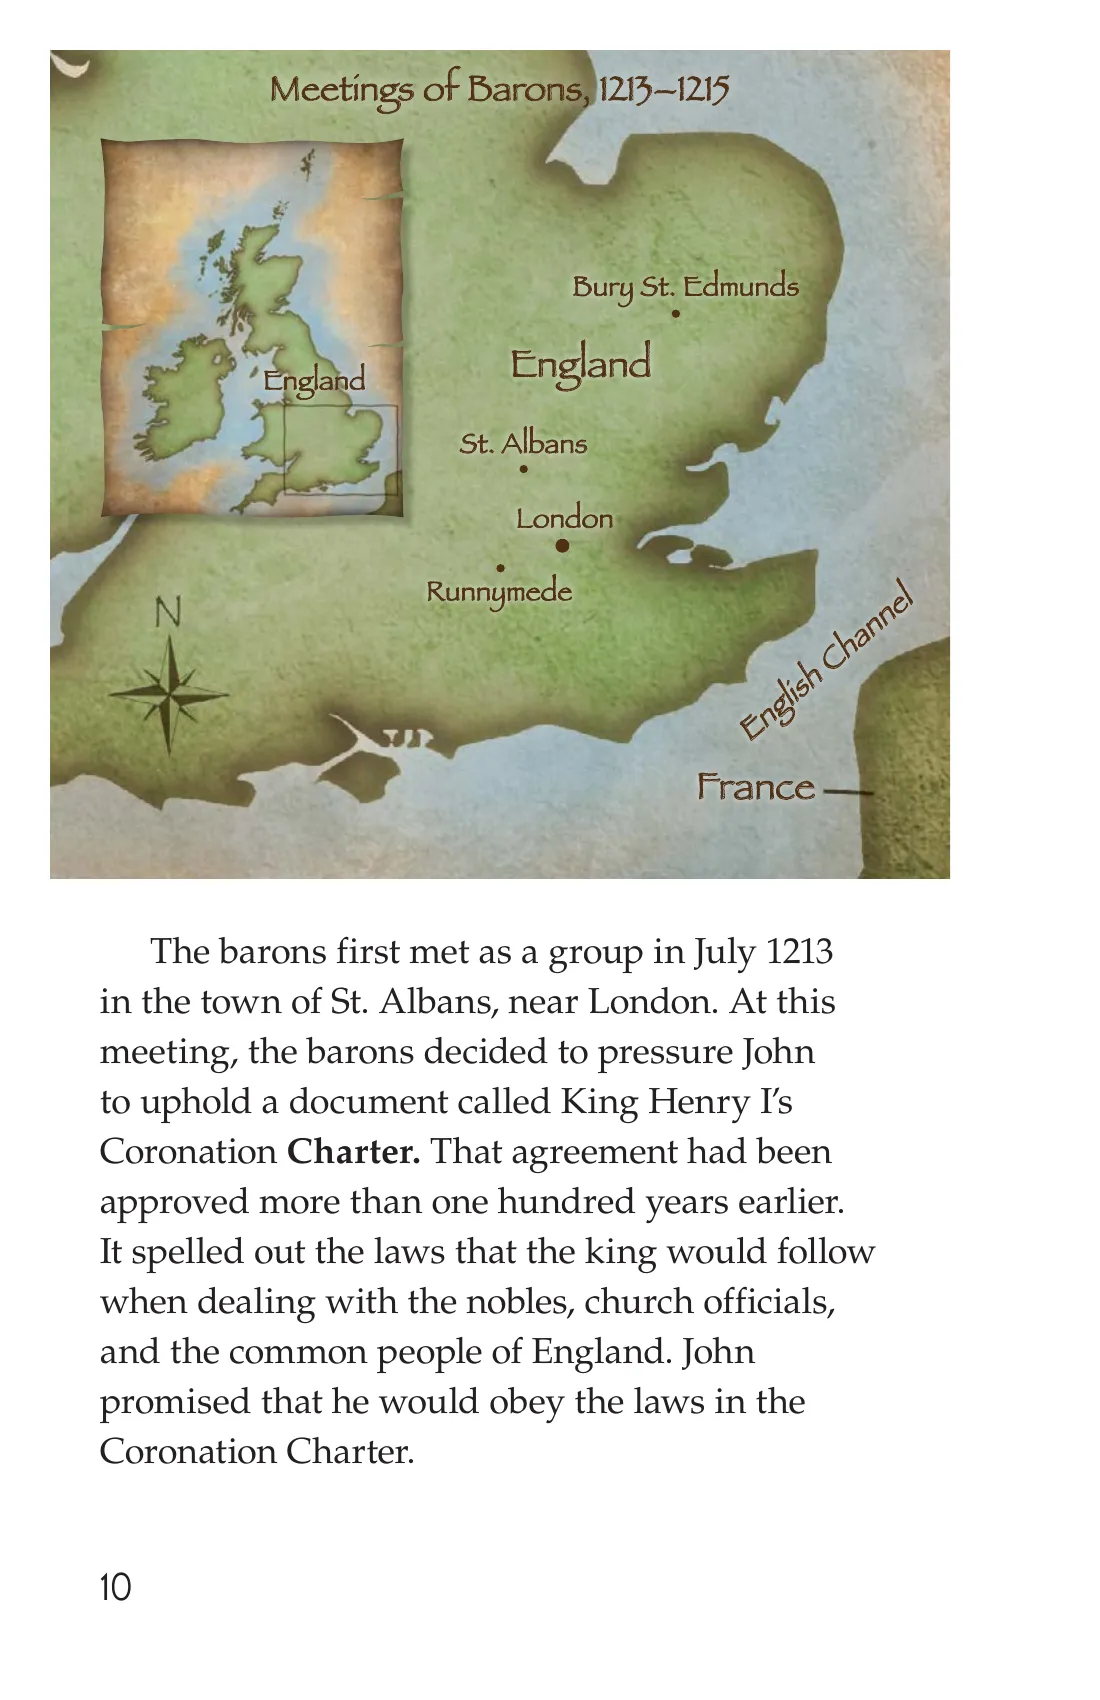 Meetings of Barons, 1213–1215
England
Bury St. Edmunds
England
St. Albans
London
Runnymede
N
English Channel
France
The barons first met as a group in July 1213
in the town of St. Albans, near London. At this
meeting, the barons decided to pressure John
to uphold a document called King Henry I’s
Coronation Charter. That agreement had been
approved more than one hundred years earlier.
It spelled out the laws that the king would follow
when dealing with the nobles, church officials,
and the common people of England. John
promised that he would obey the laws in the
Coronation Charter.
10